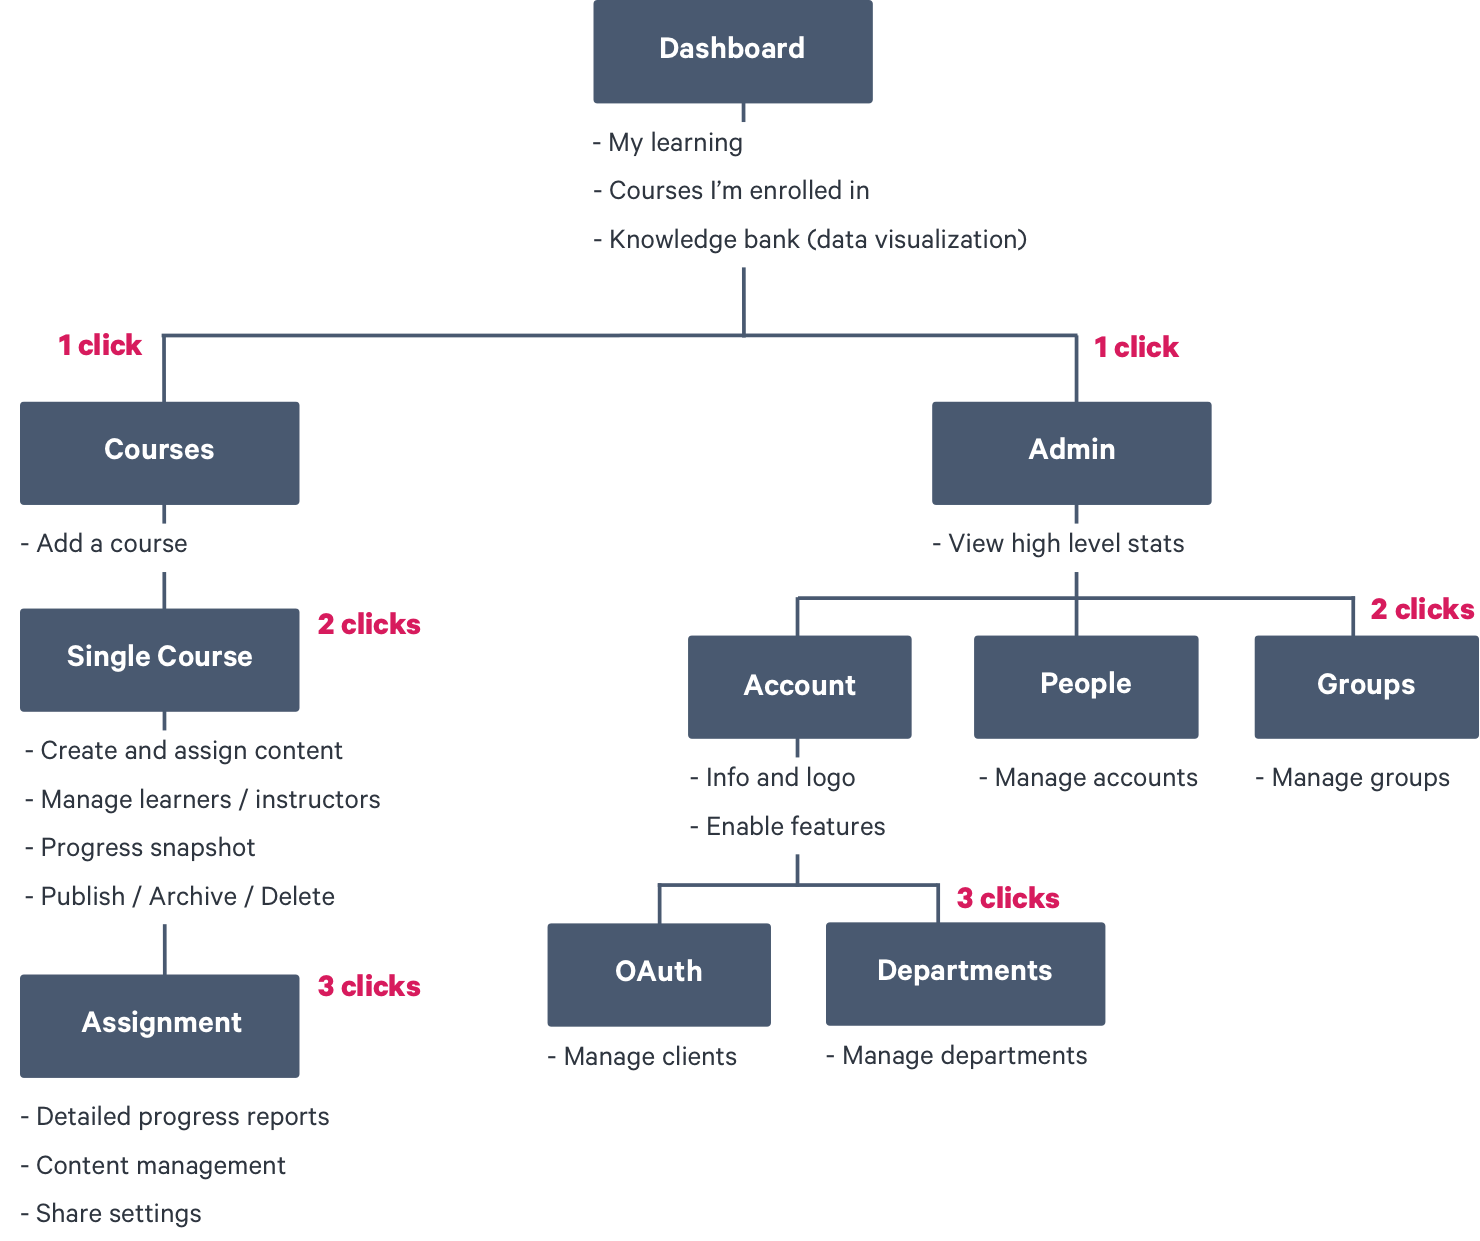 Dashboard
- My learning
- Courses I’m enrolled in
- Knowledge bank (data visualization)
1 click
1 click
Courses
Admin
- Add a course
- View high level stats
2 clicks
2 clicks
Single Course
Account
People
Groups
- Create and assign content
- Manage learners / instructors
- Progress snapshot
- Publish / Archive / Delete
- Info and logo
- Enable features
- Manage accounts
- Manage groups
3 clicks
3 clicks
Assignment
OAuth
Departments
- Manage clients
- Manage departments
- Detailed progress reports
- Content management
- Share settings